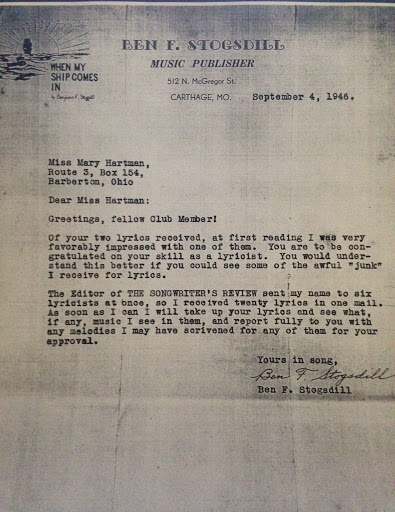 BEN F. STOGSDILL
MUSIC PUBLISHER
512 N. McGREGOR ST.
CARTHAGE, MO.
September 4, 1946.
WHEN MY
SHIP COMES
IN
by Benjamin F. Stogsdill
Miss Mary Hartman,
Route 3, Box 154,
Barberton, Ohio
Dear Miss Hartman:
Greetings, fellow Club Member!
Of your two lyrics received, at first reading I was very
favorably impressed with one of them. You are to be con-
gratulated on your skill as a lyricist. You would under-
stand this better if you could see some of the awful "junk"
I receive for lyrics.
The Editor of THE SONGWRITER'S REVIEW sent my name to six
lyricists at once, so I received twenty lyrics in one mail.
As soon as I can I will take up your lyrics and see what,
if any, music I see in them, and report fully to you with
any melodies I may have scrivened for any of them for your
approval.
Yours in song,
Ben F Stogsdill
Ben F. Stogsdill